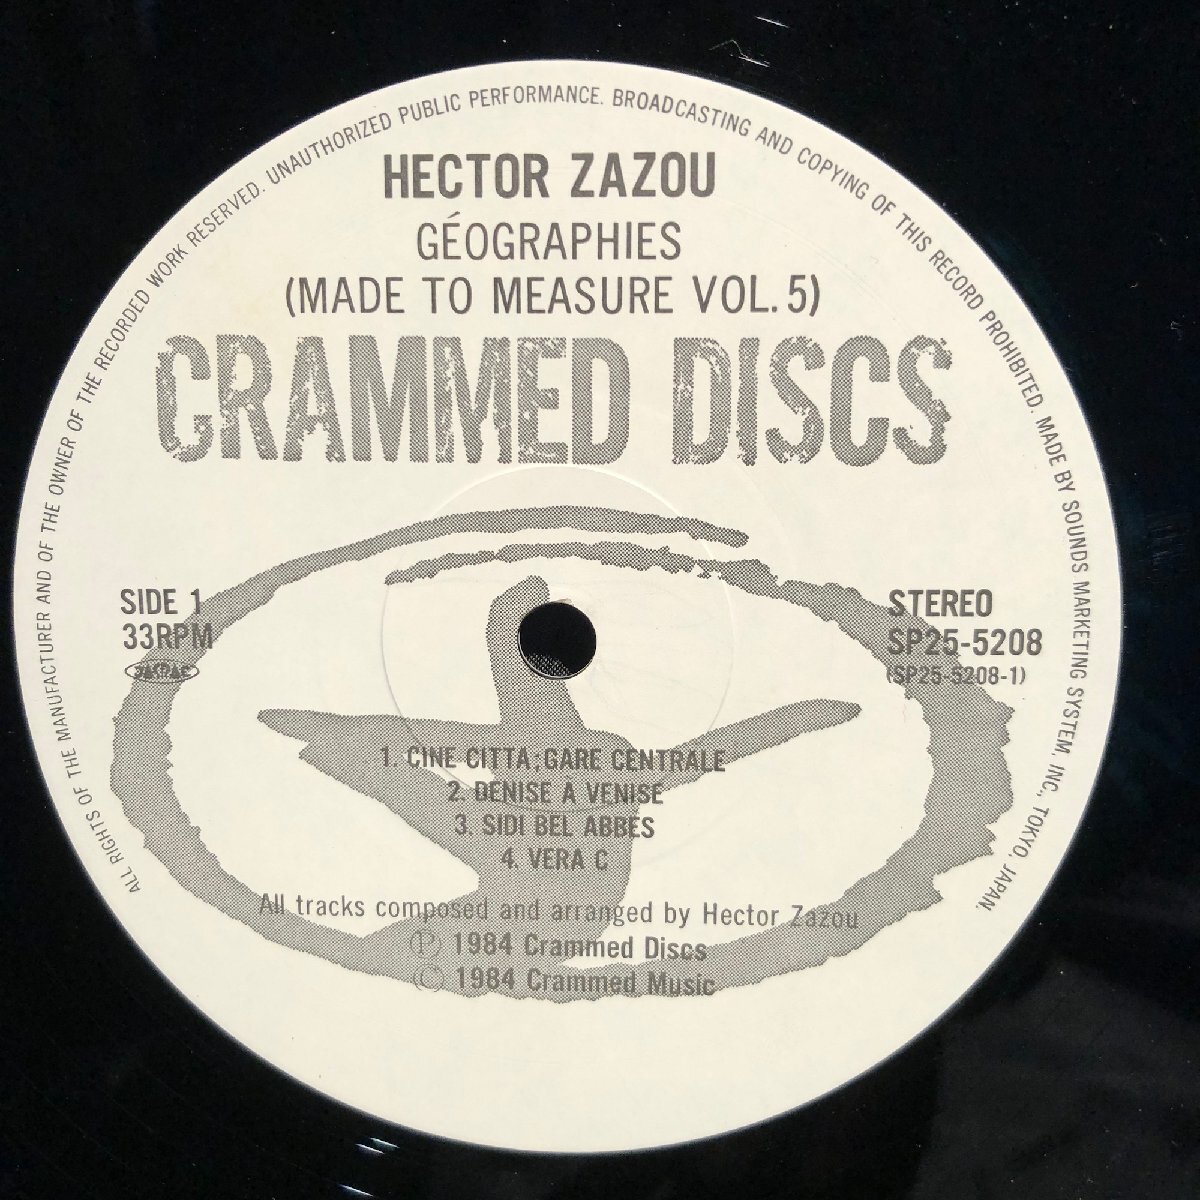 ALL RIGHTS OF THE MANUFACTURER AND OF THE OWNER OF THE RECORDED WORK RESERVED. UNAUTHORIZED PUBLIC PERFORMANCE. BROADCASTING AND COPYING OF THIS RECORD PROHIBITED. MADE BY SOUNDS MARKETING SYSTEM, INC., TOKYO, JAPAN.
HECTOR ZAZOU
GÉOGRAPHIES
(MADE TO MEASURE VOL. 5)
CRAMMED DISCS
SIDE 1
33RPM
JASRAC
STEREO
SP25-5208
(SP25-5208-1)
1. CINE CITTA;GARE CENTRALE
2. DENISE A VENISE
3. SIDI BEL ABBES
4. VERA C
All tracks composed and arranged by Hector Zazou
Ⓟ 1984 Crammed Discs
© 1984 Crammed Music